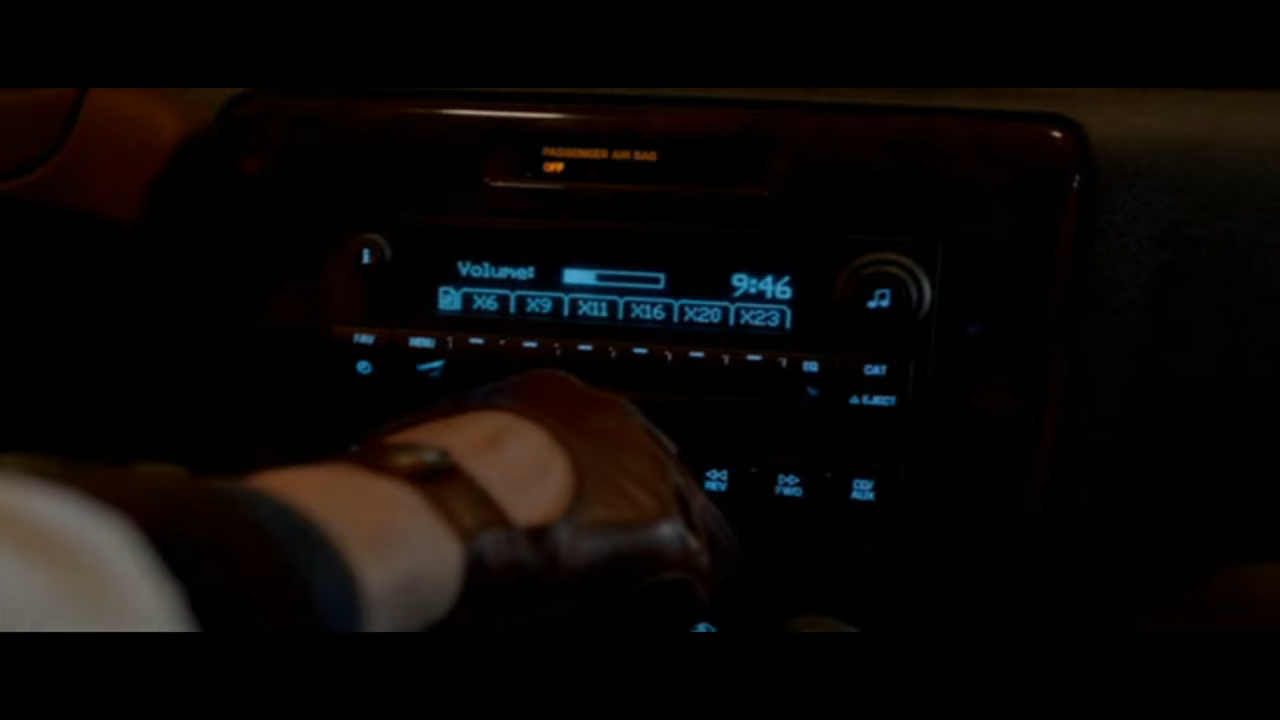 PASSENGER AIR BAG
OFF
i
Volume: 9:46
X6 X9 X11 X16 X20 X23
FAV MENU EQ CAT
EJECT
REV FWD CD/
AUX